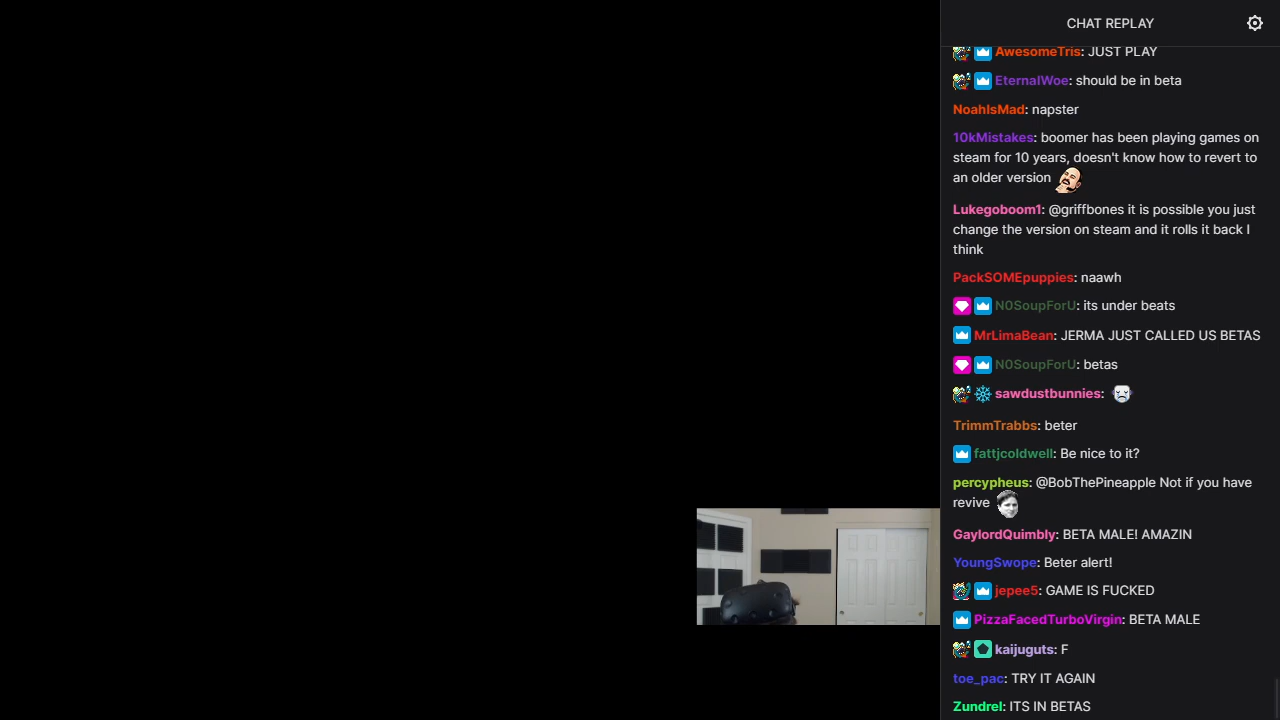 CHAT REPLAY
AwesomeTris: JUST PLAY
EternalWoe: should be in beta
NoahIsMad: napster
10kMistakes: boomer has been playing games on
steam for 10 years, doesn't know how to revert to
an older version
Lukegoboom1: @griffbones it is possible you just
change the version on steam and it rolls it back I
think
PackSOMEpuppies: naawh
N0SoupForU: its under beats
MrLimaBean: JERMA JUST CALLED US BETAS
N0SoupForU: betas
sawdustbunnies:
TrimmTrabbs: beter
fattjcoldwell: Be nice to it?
percypheus: @BobThePineapple Not if you have
revive
GaylordQuimbly: BETA MALE! AMAZIN
YoungSwope: Beter alert!
jepee5: GAME IS FUCKED
PizzaFacedTurboVirgin: BETA MALE
kaijuguts: F
toe_pac: TRY IT AGAIN
Zundrel: ITS IN BETAS